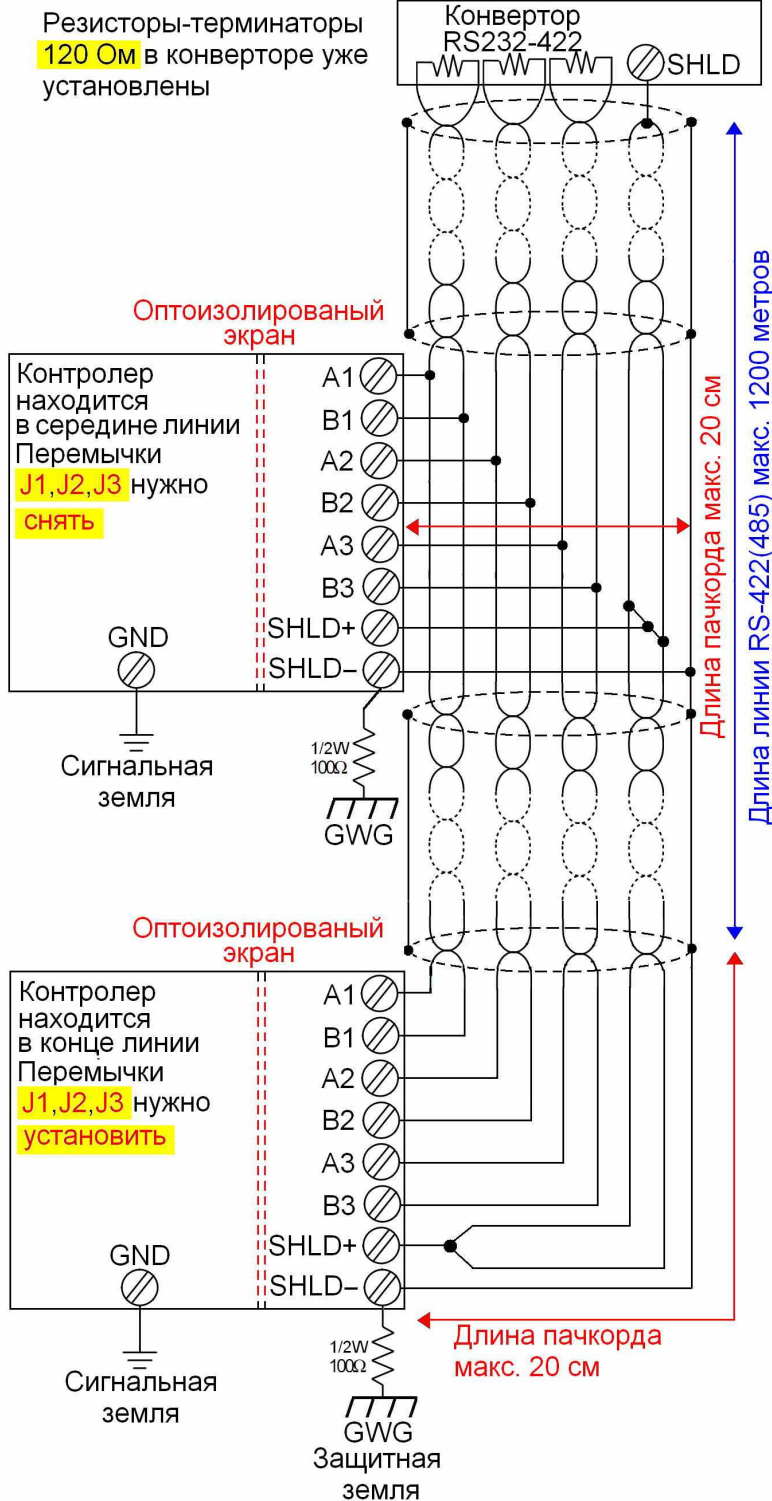 Резисторы-терминаторы
120 Ом в конверторе уже
установлены
Конвертор
RS232-422
SHLD
Оптоизолированый
экран
Контролер
находится
в середине линии
Перемычки
J1,J2,J3 нужно
снять
A1
B1
A2
B2
A3
B3
SHLD+
SHLD–
GND
Сигнальная
земля
1/2W
100Ω
GWG
Длина пачкорда макс. 20 см
Длина линии RS-422(485) макс. 1200 метров
Оптоизолированый
экран
Контролер
находится
в конце линии
Перемычки
J1,J2,J3 нужно
установить
A1
B1
A2
B2
A3
B3
SHLD+
SHLD–
GND
Сигнальная
земля
1/2W
100Ω
GWG
Защитная
земля
Длина пачкорда
макс. 20 см